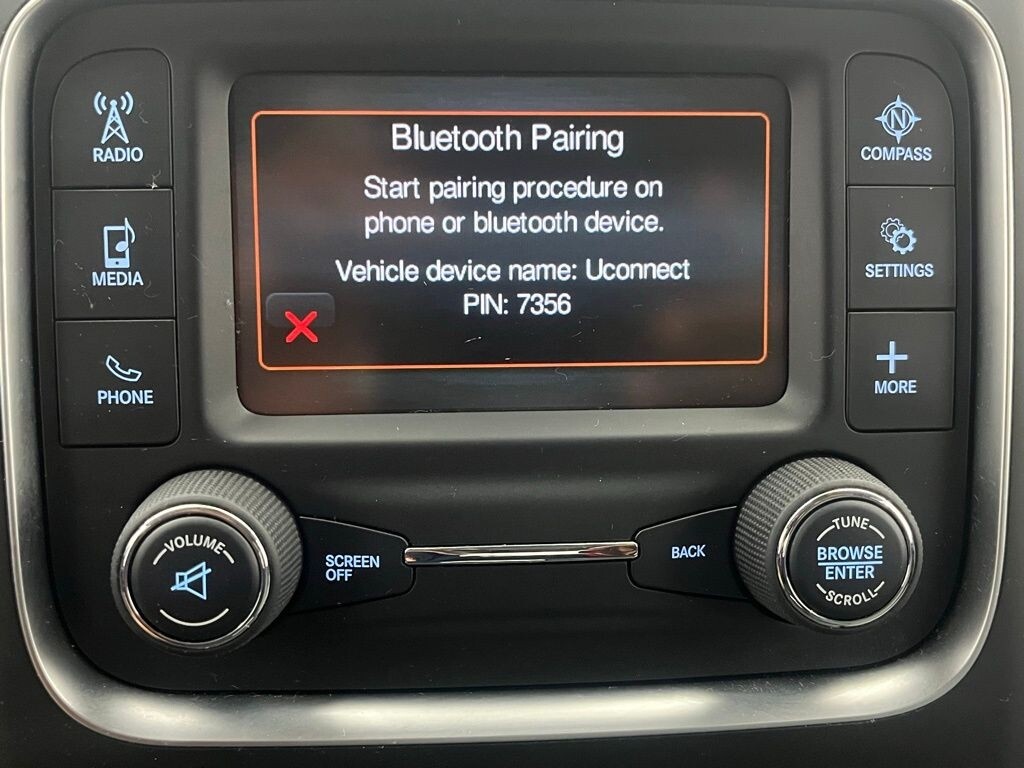 RADIO
MEDIA
PHONE
Bluetooth Pairing
Start pairing procedure on
phone or bluetooth device.
Vehicle device name: Uconnect
PIN: 7356
N
COMPASS
SETTINGS
MORE
VOLUME
SCREEN
OFF
BACK
TUNE
BROWSE
ENTER
SCROLL